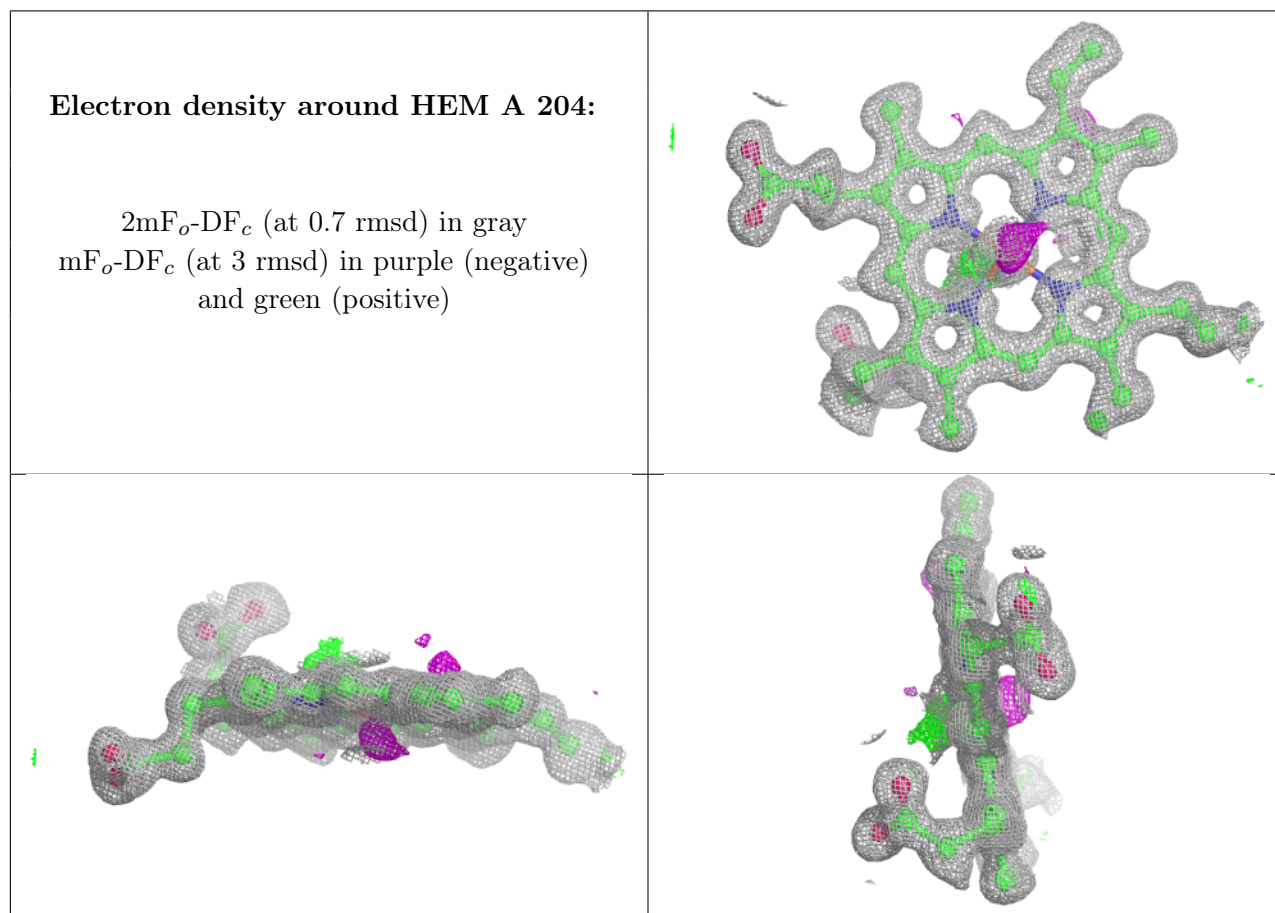 Electron density around HEM A 204:
2mFo-DFc (at 0.7 rmsd) in gray
mFo-DFc (at 3 rmsd) in purple (negative)
and green (positive)